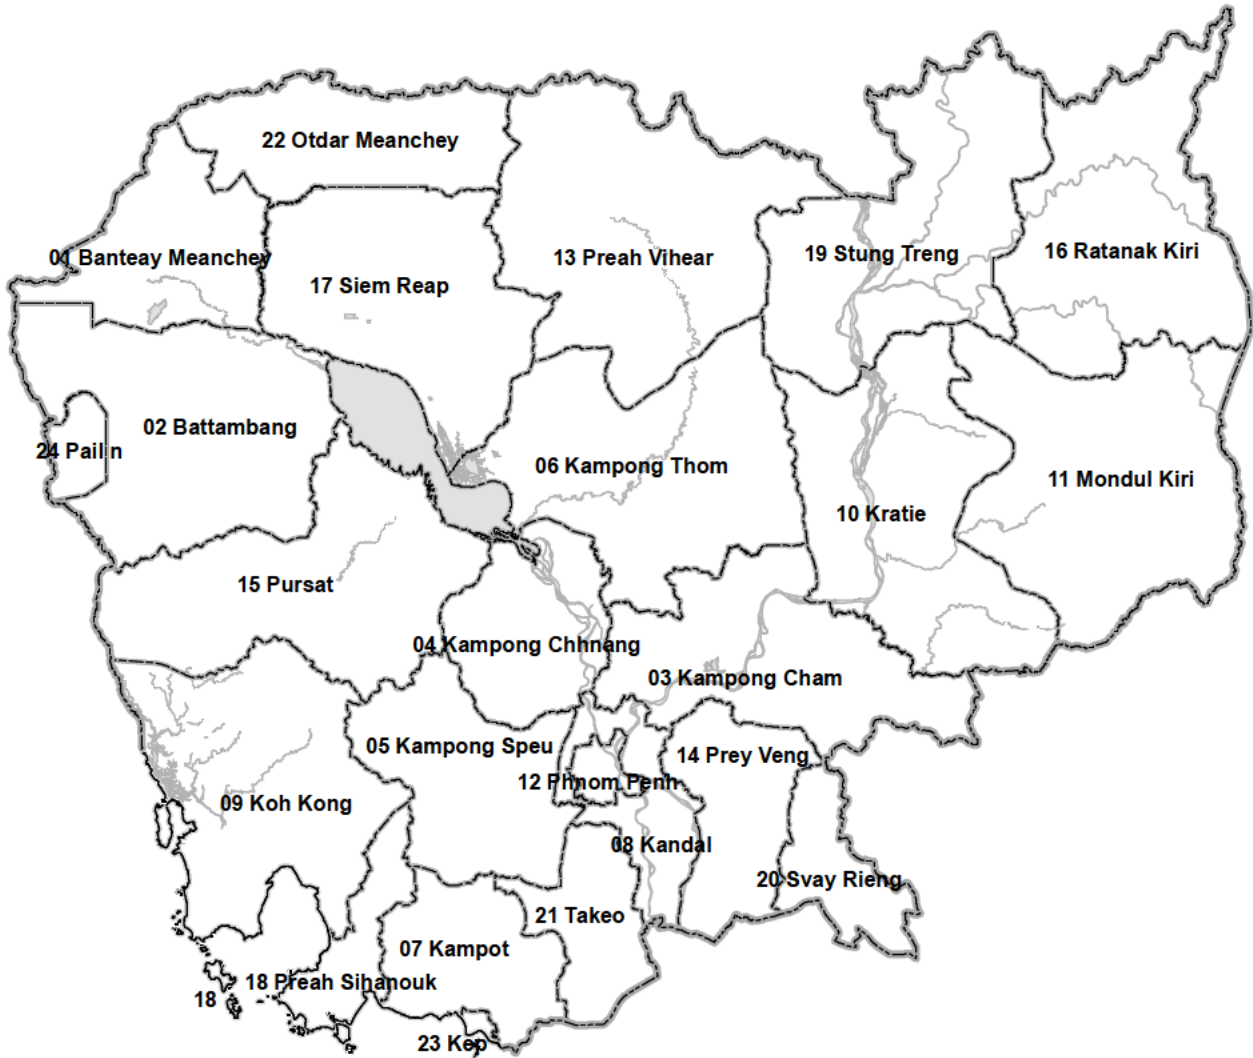 22 Otdar Meanchey
01 Banteay Meanchey
13 Preah Vihear
19 Stung Treng
16 Ratanak Kiri
17 Siem Reap
02 Battambang
24 Pailin
06 Kampong Thom
11 Mondul Kiri
10 Kratie
15 Pursat
04 Kampong Chhnang
03 Kampong Cham
05 Kampong Speu
14 Prey Veng
12 Phnom Penh
09 Koh Kong
08 Kandal
20 Svay Rieng
21 Takeo
07 Kampot
18 Preah Sihanouk
18
23 Kep